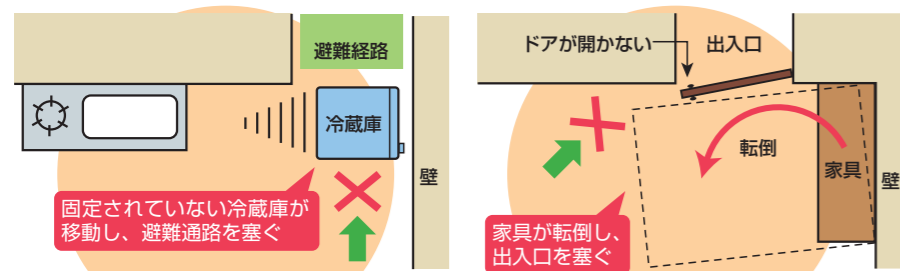 避難経路
冷蔵庫
壁
固定されていない冷蔵庫が
移動し、避難通路を塞ぐ
ドアが開かない
出入口
転倒
家具
壁
家具が転倒し、
出入口を塞ぐ